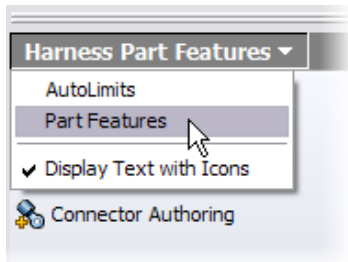 Harness Part Features
AutoLimits
Part Features
Display Text with Icons
Connector Authoring